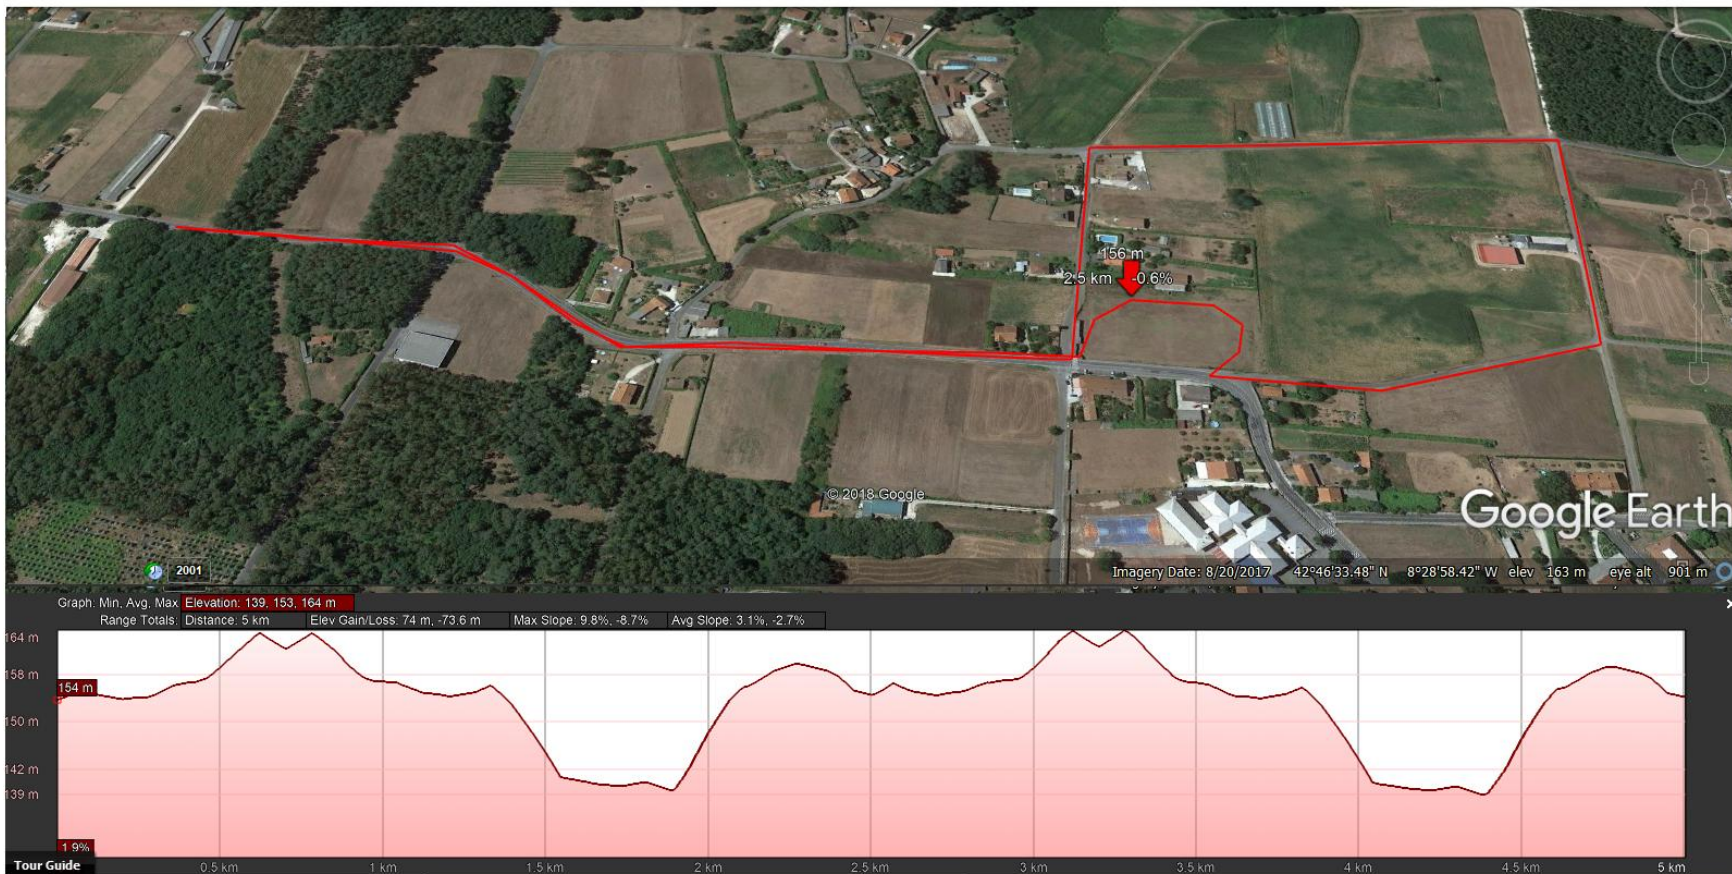 156 m
2.5 km -0.6%
© 2018 Google
Google Earth
2001
Imagery Date: 8/20/2017 42°46'33.48" N 8°28'58.42" W elev 163 m eye alt 901 m
Graph: Min, Avg, Max Elevation: 139, 153, 164 m
Range Totals: Distance: 5 km Elev Gain/Loss: 74 m, -73.6 m Max Slope: 9.8%, -8.7% Avg Slope: 3.1%, -2.7%
164 m
158 m
154 m
150 m
142 m
139 m
1.9%
Tour Guide
0.5 km 1 km 1.5 km 2 km 2.5 km 3 km 3.5 km 4 km 4.5 km 5 km